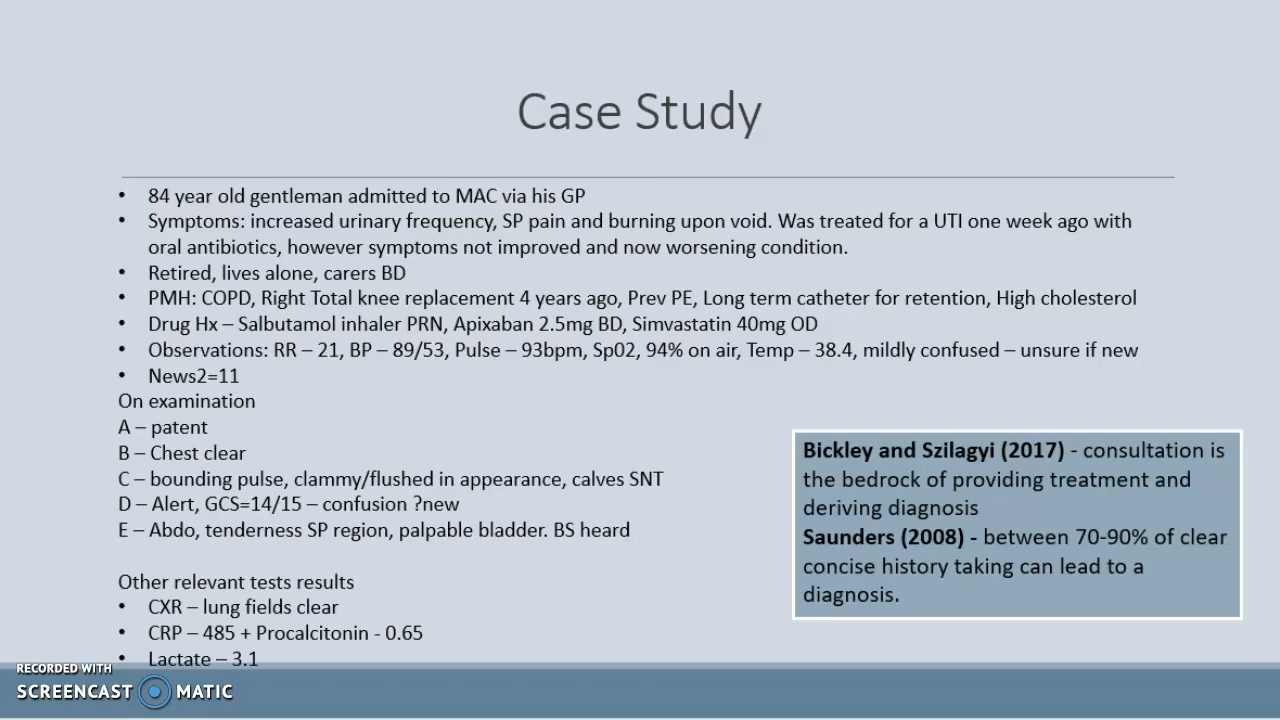 Case Study
• 84 year old gentleman admitted to MAC via his GP
• Symptoms: increased urinary frequency, SP pain and burning upon void. Was treated for a UTI one week ago with
oral antibiotics, however symptoms not improved and now worsening condition.
• Retired, lives alone, carers BD
• PMH: COPD, Right Total knee replacement 4 years ago, Prev PE, Long term catheter for retention, High cholesterol
• Drug Hx – Salbutamol inhaler PRN, Apixaban 2.5mg BD, Simvastatin 40mg OD
• Observations: RR – 21, BP – 89/53, Pulse – 93bpm, Sp02, 94% on air, Temp – 38.4, mildly confused – unsure if new
• News2=11
On examination
A – patent
B – Chest clear
C – bounding pulse, clammy/flushed in appearance, calves SNT
D – Alert, GCS=14/15 – confusion ?new
E – Abdo, tenderness SP region, palpable bladder. BS heard
Other relevant tests results
• CXR – lung fields clear
• CRP – 485 + Procalcitonin - 0.65
• Lactate – 3.1
Bickley and Szilagyi (2017) - consultation is
the bedrock of providing treatment and
deriving diagnosis
Saunders (2008) - between 70-90% of clear
concise history taking can lead to a
diagnosis.
RECORDED WITH
SCREENCAST MATIC